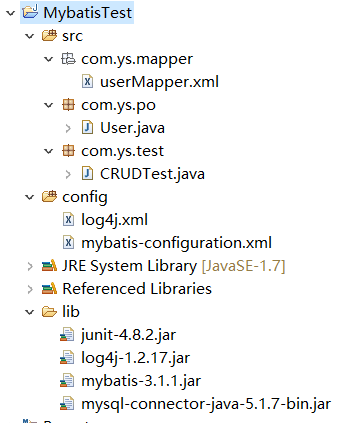 MybatisTest
src
com.ys.mapper
userMapper.xml
com.ys.po
User.java
com.ys.test
CRUDTest.java
config
log4j.xml
mybatis-configuration.xml
JRE System Library [JavaSE-1.7]
Referenced Libraries
lib
junit-4.8.2.jar
log4j-1.2.17.jar
mybatis-3.1.1.jar
mysql-connector-java-5.1.7-bin.jar